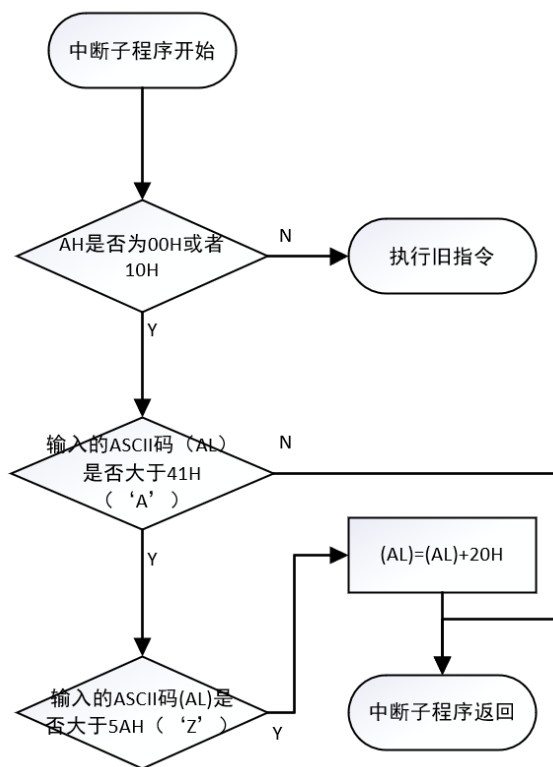 中断子程序开始
AH是否为00H或者
10H
N
执行旧指令
Y
输入的ASCII码（AL）
是否大于41H
（‘A’）
N
Y
(AL)=(AL)+20H
输入的ASCII码(AL)是
否大于5AH（‘Z’）
Y
中断子程序返回